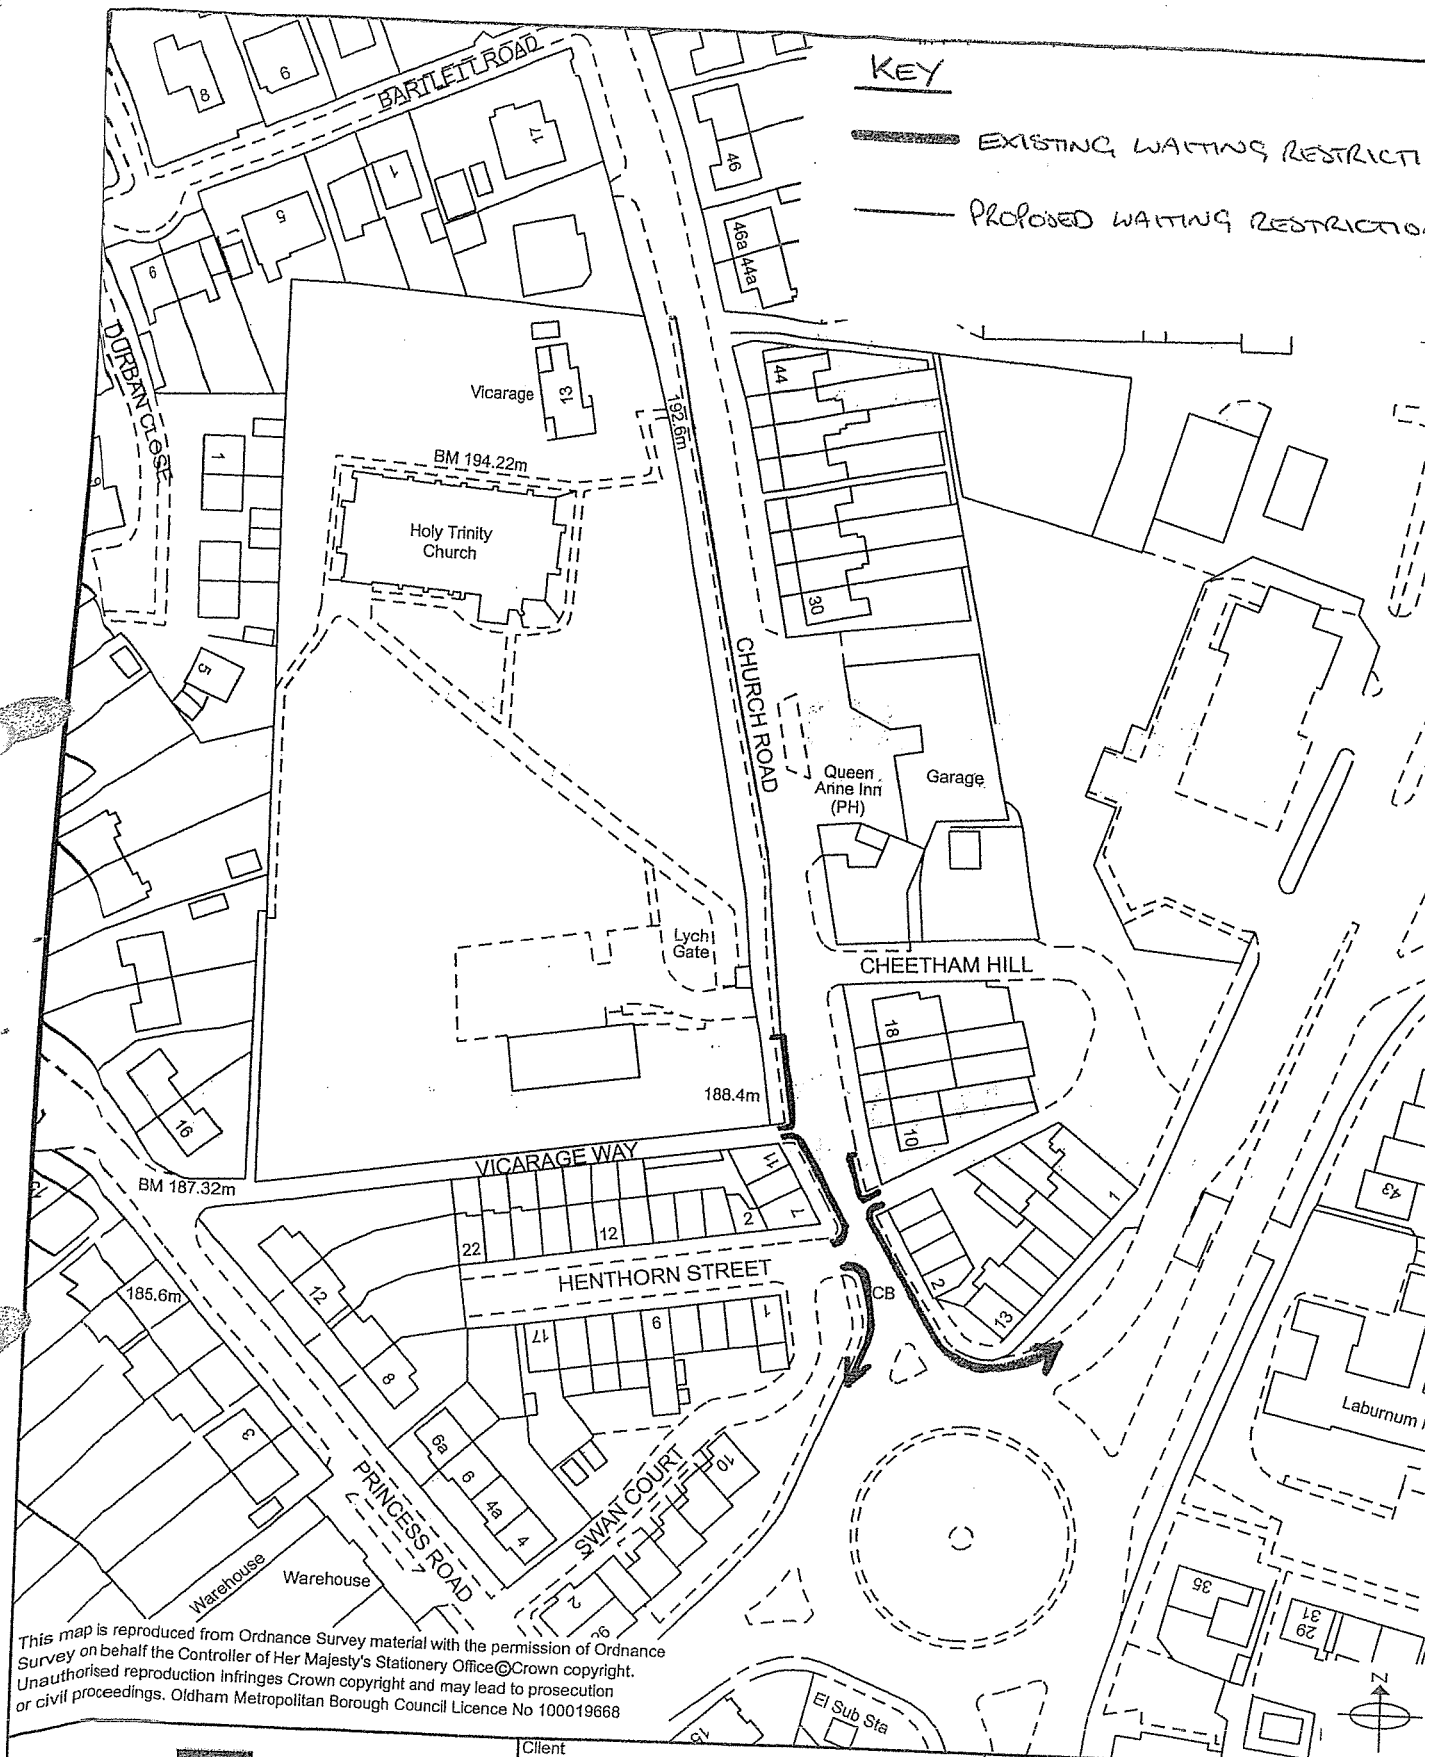 KEY
EXISTING WAITING RESTRICTI
PROPOSED WAITING RESTRICTIO
BARTLETT ROAD
8
9
17
1
5
9
46
46a
44a
DURBAN CLOSE
Vicarage
13
192.6m
44
1
BM 194.22m
Holy Trinity
Church
30
5
CHURCH ROAD
Queen
Anne Inn
(PH)
Garage
Lych
Gate
CHEETHAM HILL
18
188.4m
10
16
VICARAGE WAY
11
7
1
43
BM 187.32m
22
12
2
HENTHORN STREET
CB
2
13
185.6m
12
17
9
1
8
Laburnum
3
6a
6
4a
4
10
PRINCESS ROAD
SWAN COURT
2
Warehouse
Warehouse
35
31
29
This map is reproduced from Ordnance Survey material with the permission of Ordnance
Survey on behalf the Controller of Her Majesty's Stationery Office©Crown copyright.
Unauthorised reproduction infringes Crown copyright and may lead to prosecution
or civil proceedings. Oldham Metropolitan Borough Council Licence No 100019668
El Sub Sta
15
N
Client